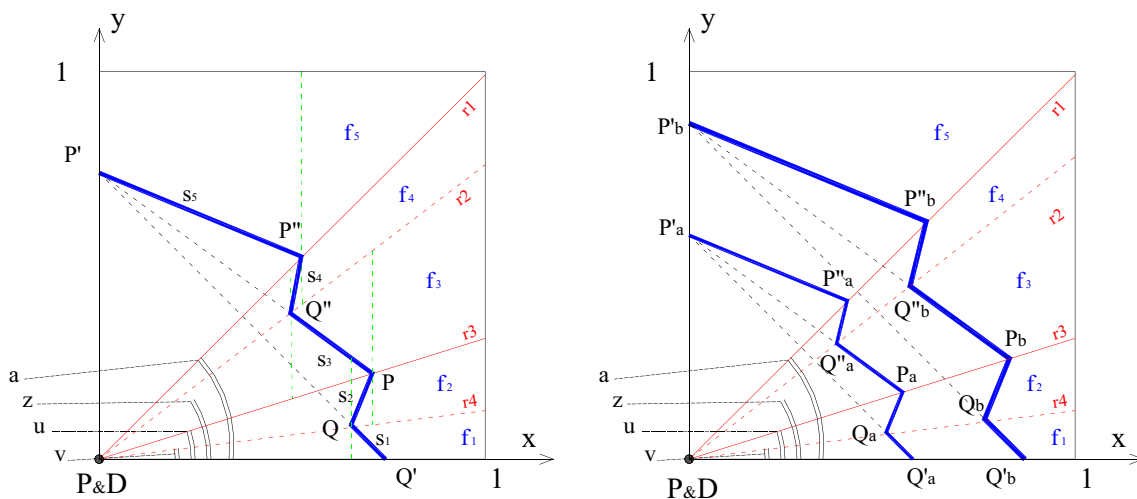 y
1
r1
f5
P'
r2
s5
f4
P"
s4
f3
Q"
r3
s3
a
P
f2
z
s2
r4
u
Q
s1
f1
x
v
P&D
Q'
1
y
1
r1
f5
P'b
r2
f4
P"b
P'a
f3
P"a
Q"b
r3
Pb
Q"a
a
Pa
f2
z
r4
Qb
u
Qa
f1
x
v
P&D
Q'a
Q'b
1